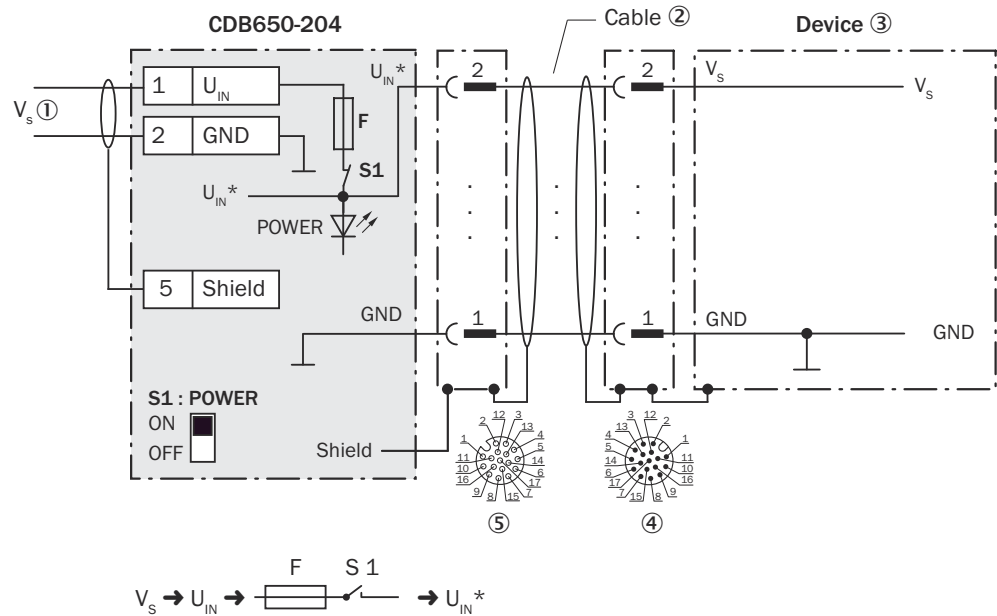 CDB650-204
Cable ②
Device ③
V_S ①
1 U_IN
2 GND
F
S1
U_IN*
U_IN*
POWER
5 Shield
GND
S1 : POWER
ON
OFF
Shield
2
1
2
1
V_S
V_S
GND
GND
12 3
2 13
1 4
5
11 14
10 6
16 17
9 7
8 15
⑤
3 12
13 2
4 1
5
14 11
6 10
17 16
7 9
15 8
④
F S 1
V_S ➔ U_IN ➔ ➔ U_IN*